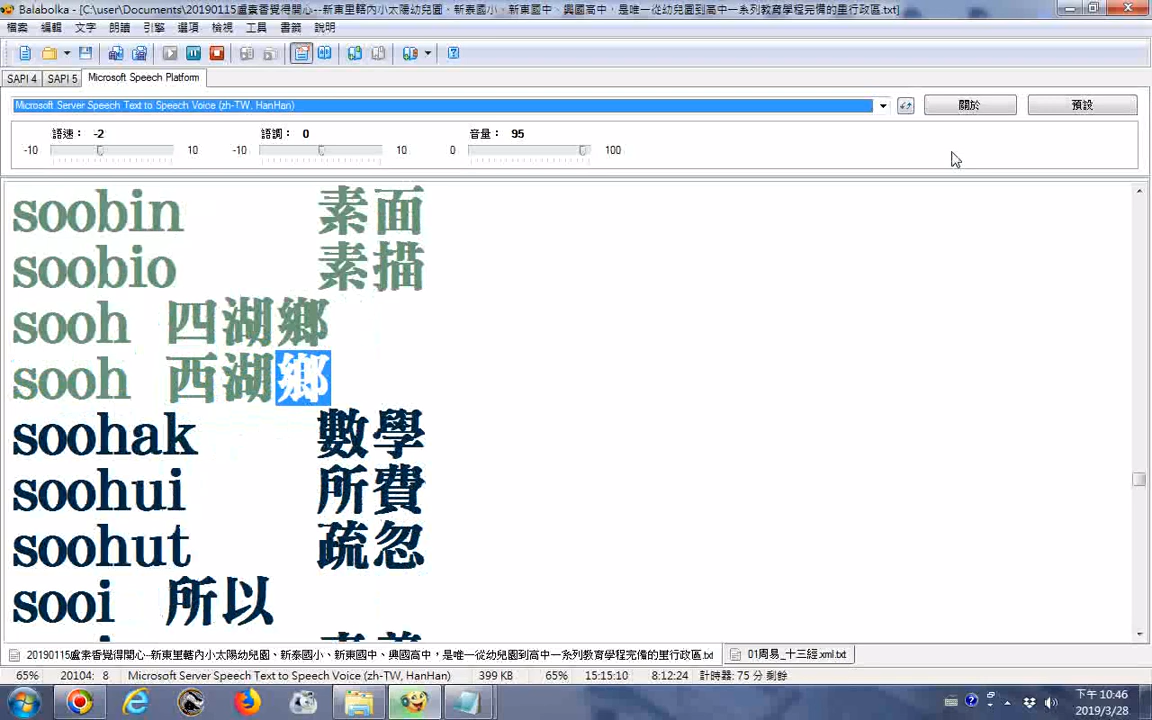 Balabolka - [C:\user\Documents\20190115盧素香覺得開心--新東里轄內小太陽幼兒園、新泰國小、新東國中、興國高中，是唯一從幼兒園到高中一系列教育學程完備的里行政區.txt]
檔案 編輯 文字 朗讀 引擎 選項 檢視 工具 書籤 說明
SAPI 4 SAPI 5 Microsoft Speech Platform
Microsoft Server Speech Text to Speech Voice (zh-TW, HanHan) 關於 預設
語速： -2 語調： 0 音量： 95
-10 10 -10 10 0 100
soobin 素面
soobio 素描
sooh 四湖鄉
sooh 西湖鄉
soohak 數學
soohui 所費
soohut 疏忽
sooi 所以
20190115盧素香覺得開心--新東里轄內小太陽幼兒園、新泰國小、新東國中、興國高中，是唯一從幼兒園到高中一系列教育學程完備的里行政區.txt 01周易_十三經.xml.txt
65% 20104: 8 Microsoft Server Speech Text to Speech Voice (zh-TW, HanHan) 399 KB 65% 15:15:10 8:12:24 計時器: 75 分 剩餘
下午 10:46
2019/3/28